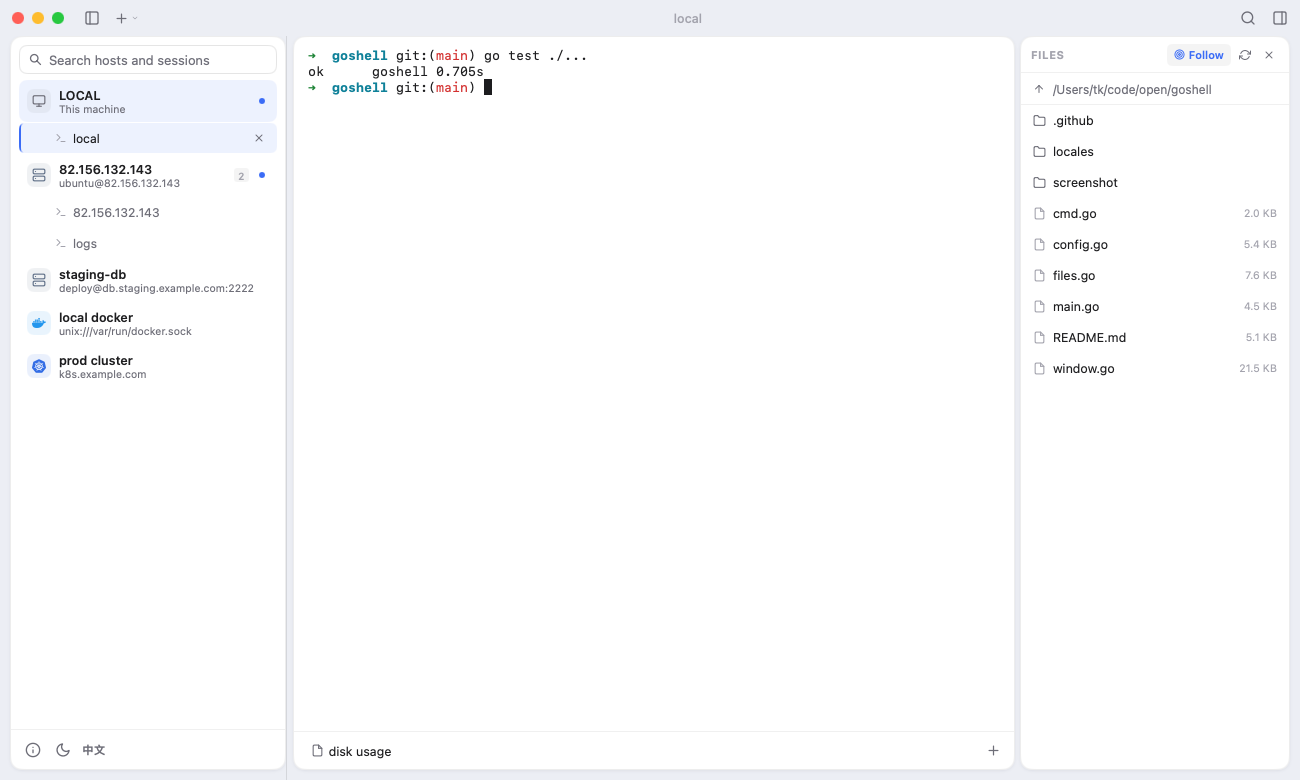 local
Search hosts and sessions
LOCAL
This machine
local
82.156.132.143
ubuntu@82.156.132.143
2
82.156.132.143
logs
staging-db
deploy@db.staging.example.com:2222
local docker
unix:///var/run/docker.sock
prod cluster
k8s.example.com
中文
➜ goshell git:(main) go test ./...
ok goshell 0.705s
➜ goshell git:(main)
disk usage
FILES
Follow
/Users/tk/code/open/goshell
.github
locales
screenshot
cmd.go 2.0 KB
config.go 5.4 KB
files.go 7.6 KB
main.go 4.5 KB
README.md 5.1 KB
window.go 21.5 KB